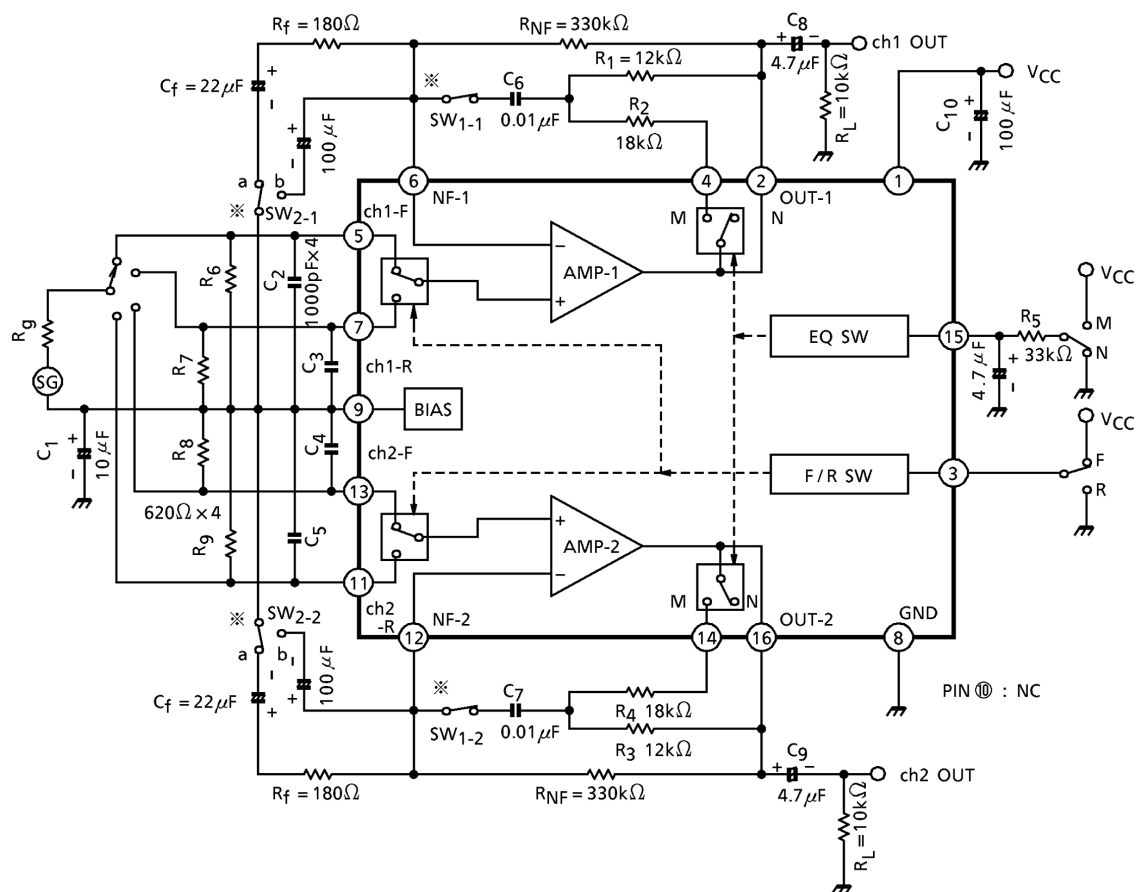 Rf = 180Ω
RNF = 330kΩ
C8
4.7μF
+ −
ch1 OUT
R1 = 12kΩ
Cf = 22μF
+
-
※
C6
SW1-1
0.01μF
R2
18kΩ
RL = 10kΩ
VCC
C10
+
-
100μF
+
-
100μF
a
b
※
SW2-1
6
NF-1
4
2
OUT-1
1
ch1-F
5
M
N
AMP-1
−
+
R6
C2
1000pF×4
Rg
SG
7
ch1-R
R7
C3
EQ SW
15
R5
33kΩ
4.7μF
+
-
VCC
M
N
C1
+
-
10μF
9
BIAS
R8
C4
ch2-F
13
F/R SW
3
VCC
F
R
620Ω×4
R9
C5
AMP-2
+
−
11
ch2
-R
M
N
※
SW2-2
a
b
12
NF-2
14
16
OUT-2
GND
8
Cf = 22μF
-
+
-
+
100μF
※
C7
SW1-2
0.01μF
R4 18kΩ
R3 12kΩ
PIN ⑩ : NC
Rf = 180Ω
RNF = 330kΩ
C9
+ −
4.7μF
ch2 OUT
RL = 10kΩ